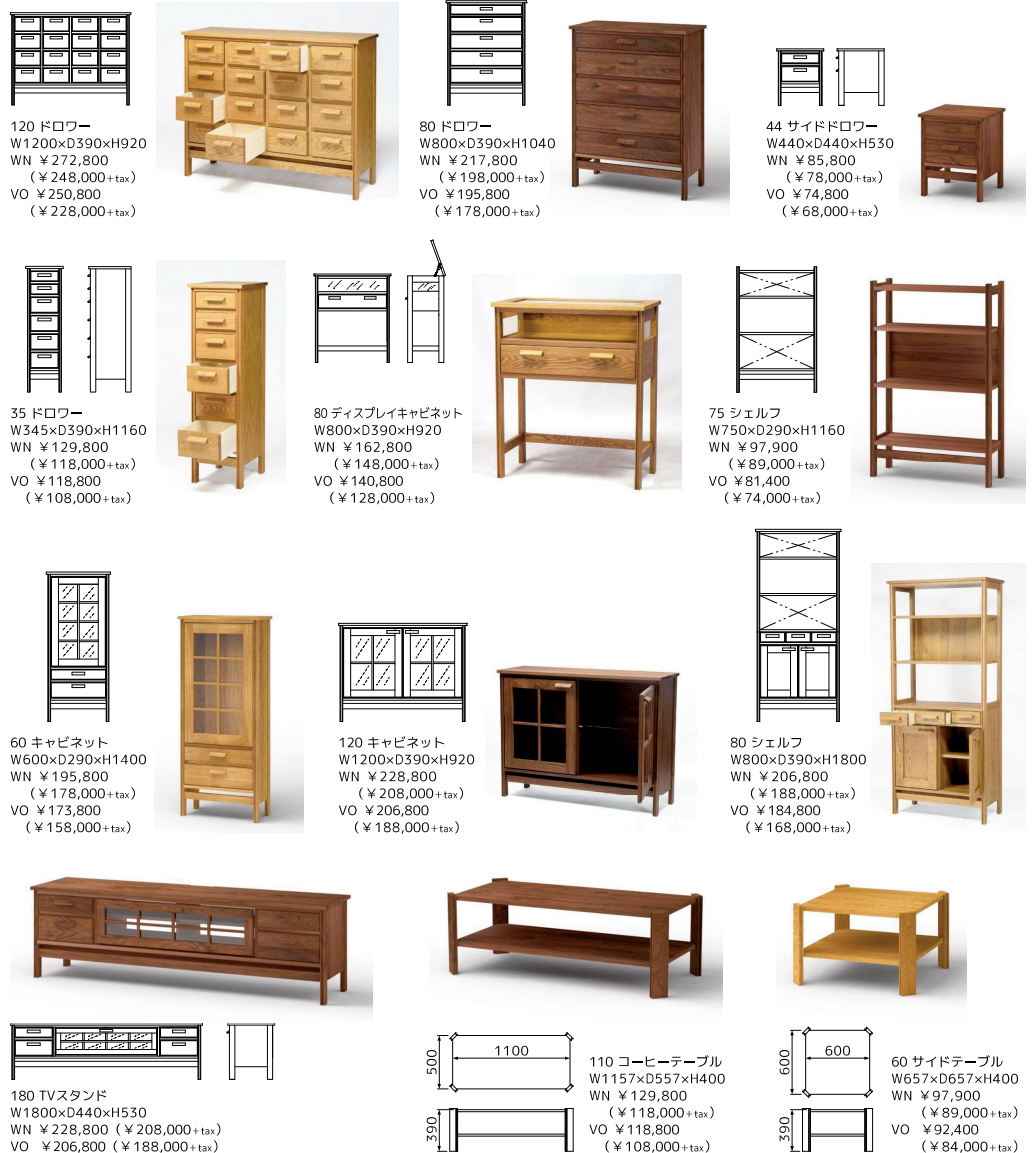 120 ドロワー
W1200×D390×H920
WN ¥272,800
(¥248,000+tax)
VO ¥250,800
(¥228,000+tax)
80 ドロワー
W800×D390×H1040
WN ¥217,800
(¥198,000+tax)
VO ¥195,800
(¥178,000+tax)
44 サイドドロワー
W440×D440×H530
WN ¥85,800
(¥78,000+tax)
VO ¥74,800
(¥68,000+tax)
35 ドロワー
W345×D390×H1160
WN ¥129,800
(¥118,000+tax)
VO ¥118,800
(¥108,000+tax)
80 ディスプレイキャビネット
W800×D390×H920
WN ¥162,800
(¥148,000+tax)
VO ¥140,800
(¥128,000+tax)
75 シェルフ
W750×D290×H1160
WN ¥97,900
(¥89,000+tax)
VO ¥81,400
(¥74,000+tax)
60 キャビネット
W600×D290×H1400
WN ¥195,800
(¥178,000+tax)
VO ¥173,800
(¥158,000+tax)
120 キャビネット
W1200×D390×H920
WN ¥228,800
(¥208,000+tax)
VO ¥206,800
(¥188,000+tax)
80 シェルフ
W800×D390×H1800
WN ¥206,800
(¥188,000+tax)
VO ¥184,800
(¥168,000+tax)
180 TVスタンド
W1800×D440×H530
WN ¥228,800 (¥208,000+tax)
VO ¥206,800 (¥188,000+tax)
500
1100
390
110 コーヒーテーブル
W1157×D557×H400
WN ¥129,800
(¥118,000+tax)
VO ¥118,800
(¥108,000+tax)
600
600
390
60 サイドテーブル
W657×D657×H400
WN ¥97,900
(¥89,000+tax)
VO ¥92,400
(¥84,000+tax)